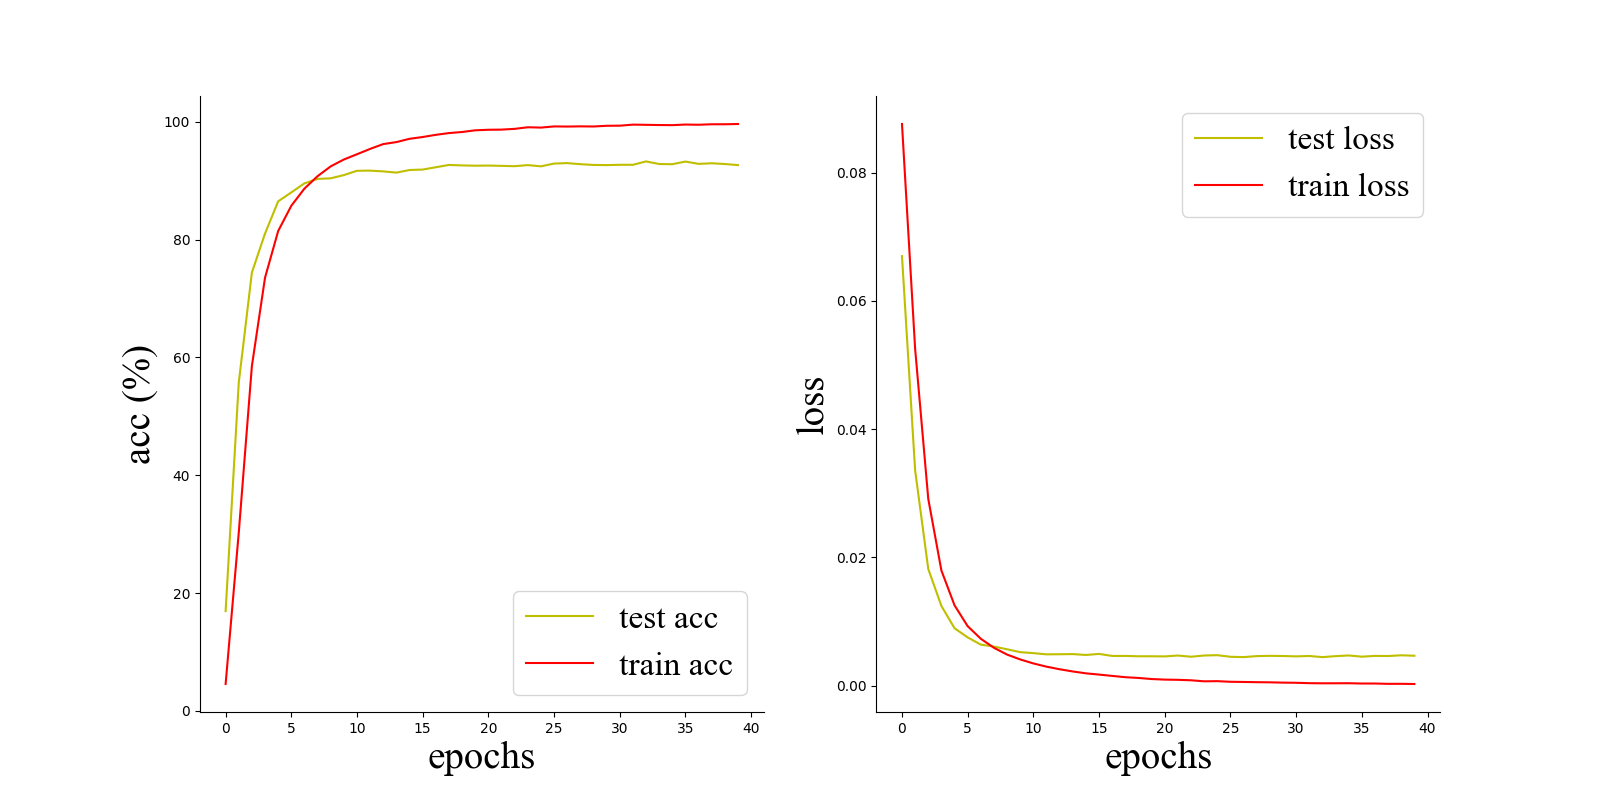 100
80
60
40
20
0
acc (%)
0 5 10 15 20 25 30 35 40
epochs
test acc
train acc
0.08
0.06
0.04
0.02
0.00
loss
0 5 10 15 20 25 30 35 40
epochs
test loss
train loss